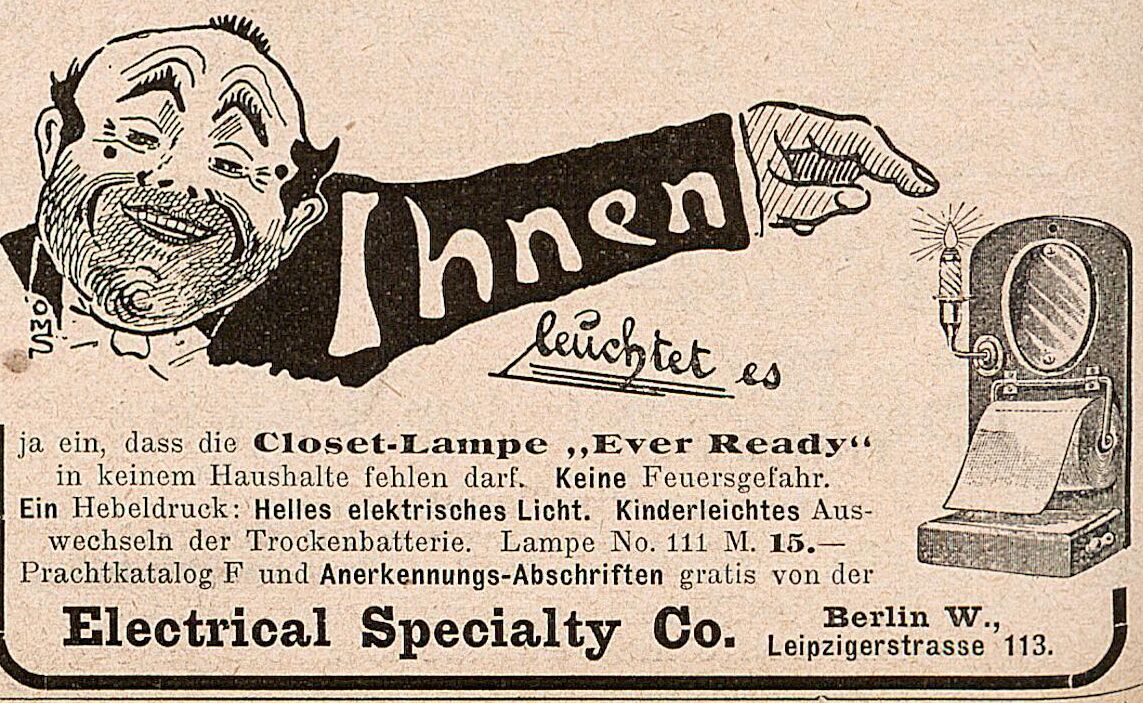 Ihnen
leuchtet es
ja ein, dass die Closet-Lampe „Ever Ready“
in keinem Haushalte fehlen darf. Keine Feuersgefahr.
Ein Hebeldruck: Helles elektrisches Licht. Kinderleichtes Aus-
wechseln der Trockenbatterie. Lampe No. 111 M. 15.—
Prachtkatalog F und Anerkennungs-Abschriften gratis von der
Electrical Specialty Co.
Berlin W.,
Leipzigerstrasse 113.